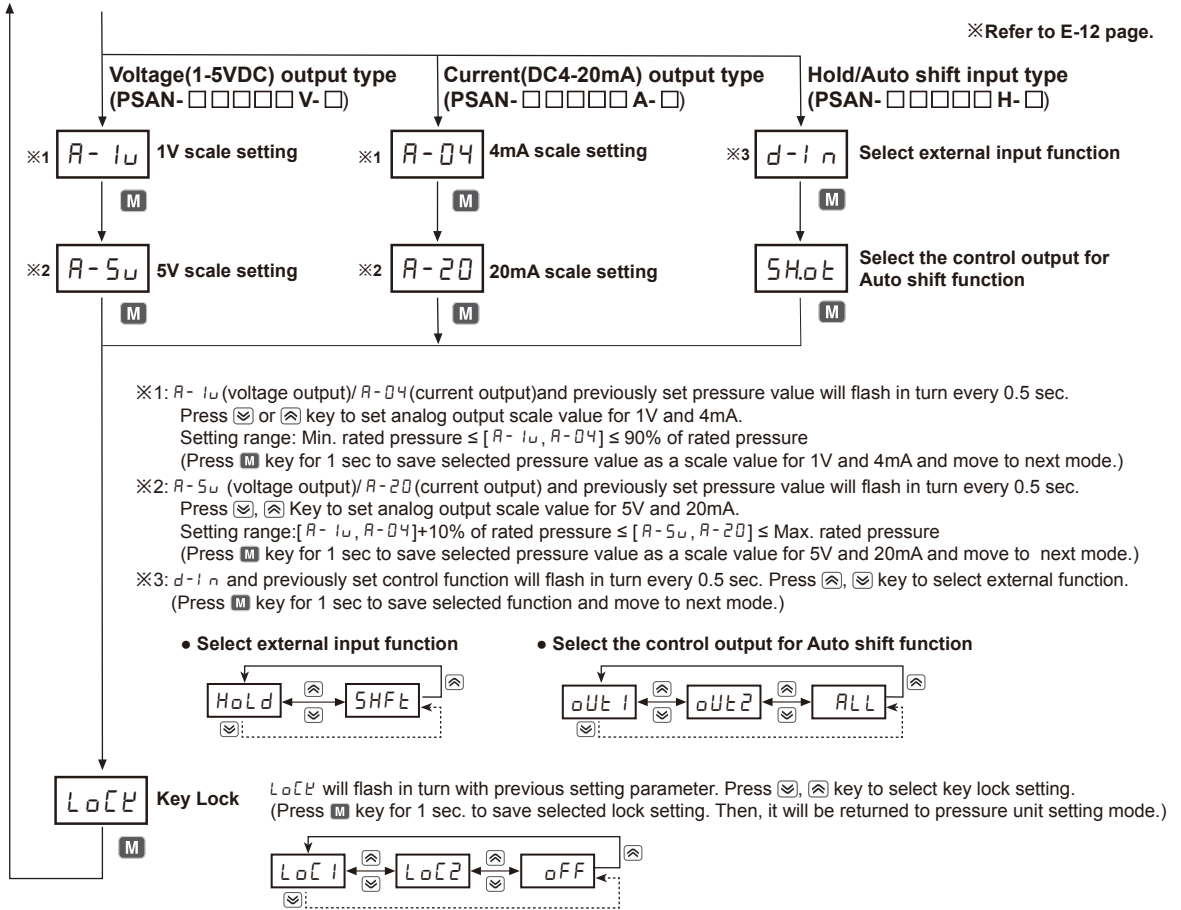 ※Refer to E-12 page.
Voltage(1-5VDC) output type
(PSAN- □□□□□ V- □)
Current(DC4-20mA) output type
(PSAN- □□□□□ A- □)
Hold/Auto shift input type
(PSAN- □□□□□ H- □)
※1 A-1v 1V scale setting
※1 A-04 4mA scale setting
※3 d-In Select external input function
M M M
※2 A-5v 5V scale setting
※2 A-20 20mA scale setting
SH.ot Select the control output for
Auto shift function
M M M
※1: A-1v (voltage output)/ A-04 (current output)and previously set pressure value will flash in turn every 0.5 sec.
Press or key to set analog output scale value for 1V and 4mA.
Setting range: Min. rated pressure ≤ [ A-1v, A-04 ] ≤ 90% of rated pressure
(Press M key for 1 sec to save selected pressure value as a scale value for 1V and 4mA and move to next mode.)
※2: A-5v (voltage output)/ A-20 (current output) and previously set pressure value will flash in turn every 0.5 sec.
Press , Key to set analog output scale value for 5V and 20mA.
Setting range:[ A-1v, A-04 ]+10% of rated pressure ≤ [ A-5v, A-20 ] ≤ Max. rated pressure
(Press M key for 1 sec to save selected pressure value as a scale value for 5V and 20mA and move to next mode.)
※3: d-In and previously set control function will flash in turn every 0.5 sec. Press , key to select external function.
(Press M key for 1 sec to save selected function and move to next mode.)
● Select external input function
● Select the control output for Auto shift function
HoLd SHFt
oUt1 oUt2 ALL
LoCK Key Lock
LoCK will flash in turn with previous setting parameter. Press , key to select key lock setting.
(Press M key for 1 sec. to save selected lock setting. Then, it will be returned to pressure unit setting mode.)
M
LoC1 LoC2 oFF